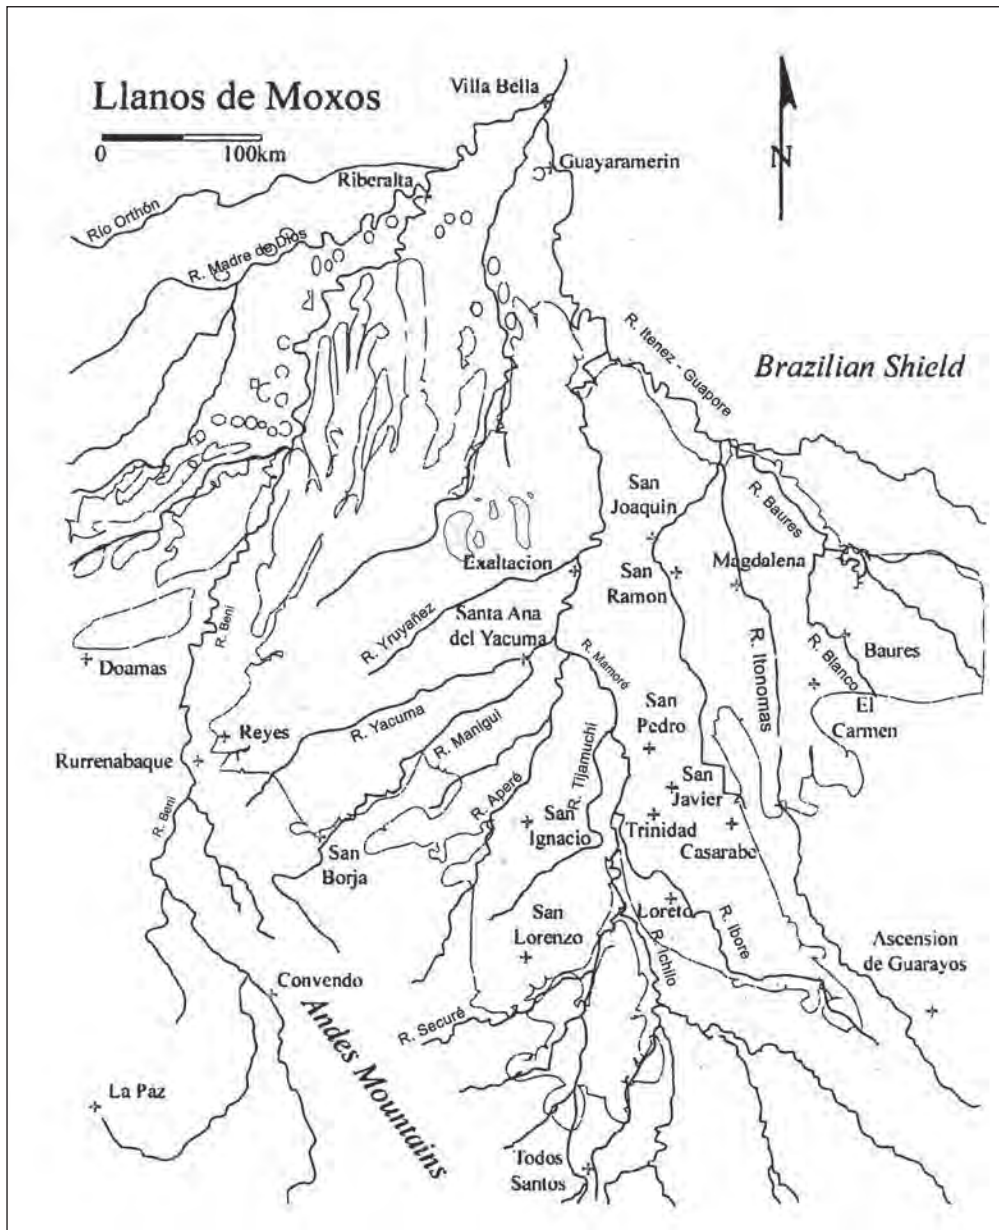 Llanos de Moxos
0
100km
N
Villa Bella
Guayaramerin
Riberalta
Río Orthón
R. Madre de Dios
R. Itenez - Guapore
Brazilian Shield
San
Joaquin
R. Baures
Exaltacion
San
Ramon
Magdalena
R. Beni
Santa Ana
del Yacuma
R. Yruyañez
R. Itonomas
R. Blanco
Baures
Doamas
R. Mamoré
El
Carmen
Reyes
R. Yacuma
R. Manigui
San
Pedro
Rurrenabaque
R. Aperé
R. Tijamuchi
San
Javier
R. Beni
San
Ignacio
Trinidad
Casarabe
San
Borja
San
Lorenzo
Loreto
R. Ibore
R. Ichilo
Ascension
de Guarayos
Convendo
Andes Mountains
R. Securé
La Paz
Todos
Santos